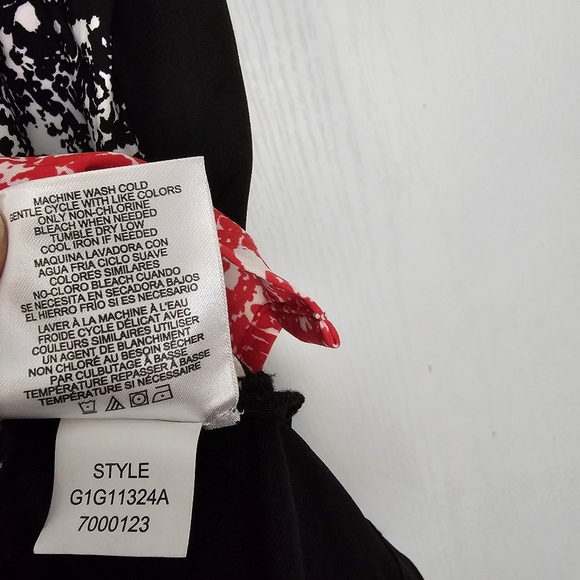 MACHINE WASH COLD
GENTLE CYCLE WITH LIKE COLORS
ONLY NON-CHLORINE
BLEACH WHEN NEEDED
TUMBLE DRY LOW
COOL IRON IF NEEDED
MAQUINA LAVADORA CON
AGUA FRIA CICLO SUAVE
COLORES SIMILARES
NO-CLORO BLEACH CUANDO
SE NECESITA EN SECADORA BAJOS
EL HIERRO FRIO SI ES NECESARIO
LAVER À LA MACHINE À L'EAU
FROIDE CYCLE DÉLICAT AVEC
COULEURS SIMILAIRES UTILISER
UN AGENT DE BLANCHIMENT
NON CHLORÉ AU BESOIN SÉCHER
PAR CULBUTAGE À BASSE
TEMPÉRATURE REPASSER À BASSE
TEMPÉRATURE SI NÉCESSAIRE
STYLE
G1G11324A
7000123